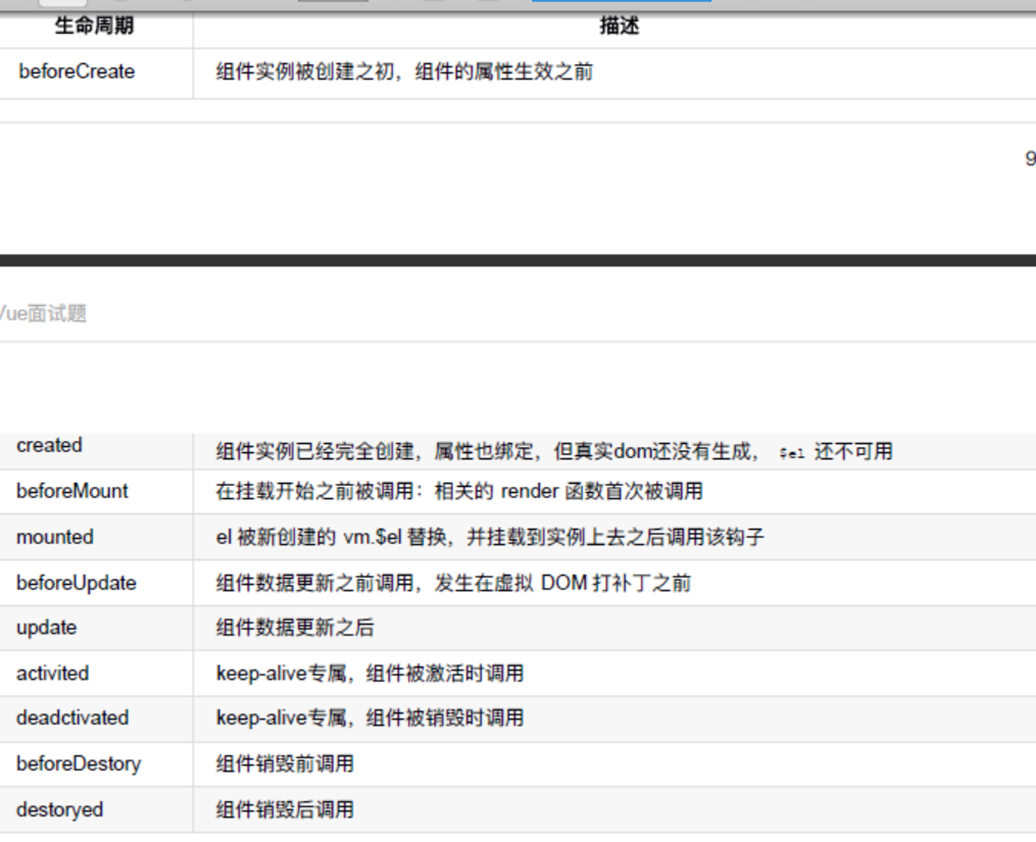 生命周期 描述
beforeCreate 组件实例被创建之初，组件的属性生效之前
9
/ue面试题
created 组件实例已经完全创建，属性也绑定，但真实dom还没有生成， $el 还不可用
beforeMount 在挂载开始之前被调用：相关的 render 函数首次被调用
mounted el 被新创建的 vm.$el 替换，并挂载到实例上去之后调用该钩子
beforeUpdate 组件数据更新之前调用，发生在虚拟 DOM 打补丁之前
update 组件数据更新之后
activited keep-alive专属，组件被激活时调用
deadctivated keep-alive专属，组件被销毁时调用
beforeDestory 组件销毁前调用
destoryed 组件销毁后调用